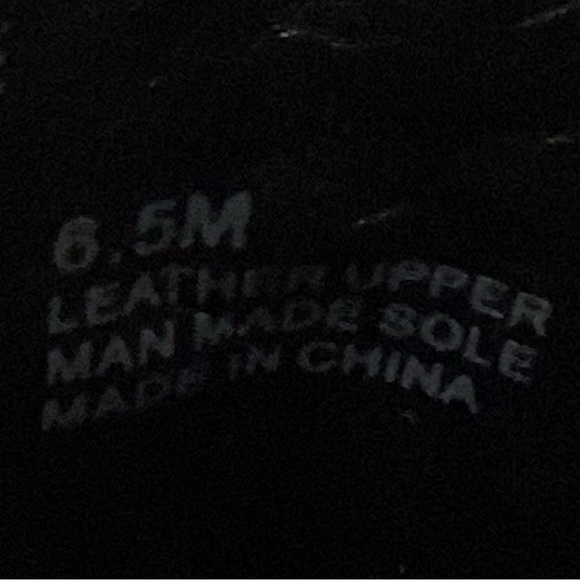 6.5M
LEATHER UPPER
MAN MADE SOLE
MADE IN CHINA